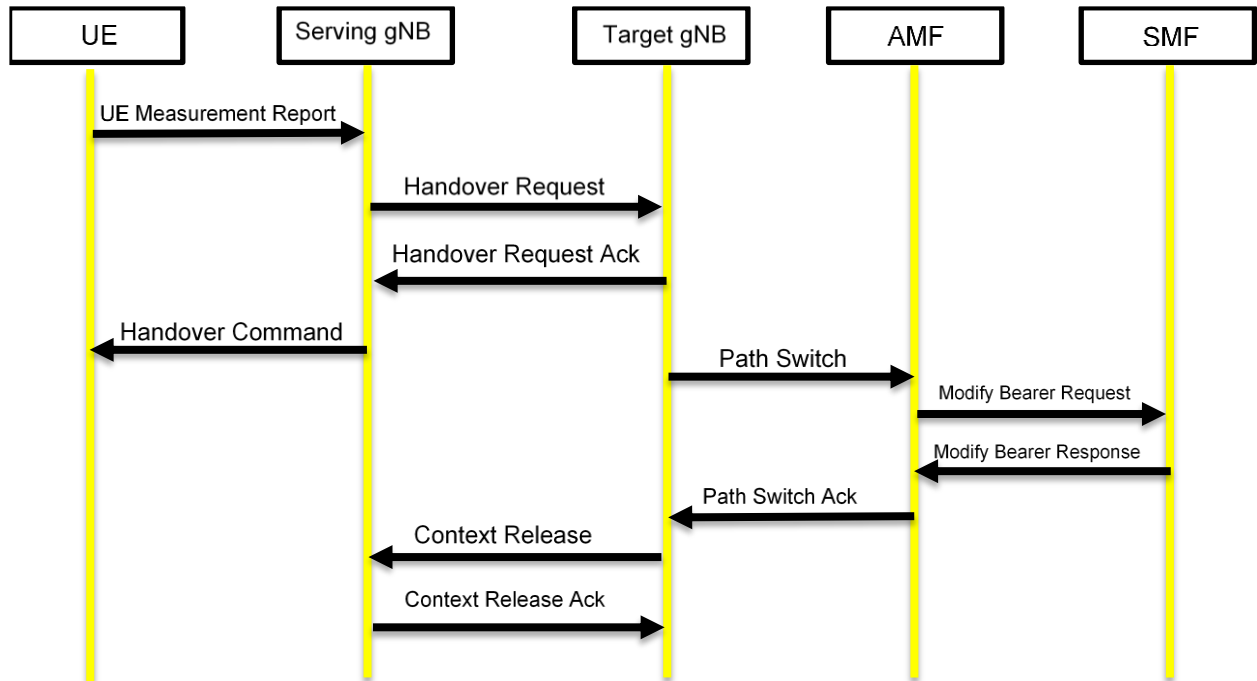 UE
Serving gNB
Target gNB
AMF
SMF
UE Measurement Report
Handover Request
Handover Request Ack
Handover Command
Path Switch
Modify Bearer Request
Modify Bearer Response
Path Switch Ack
Context Release
Context Release Ack